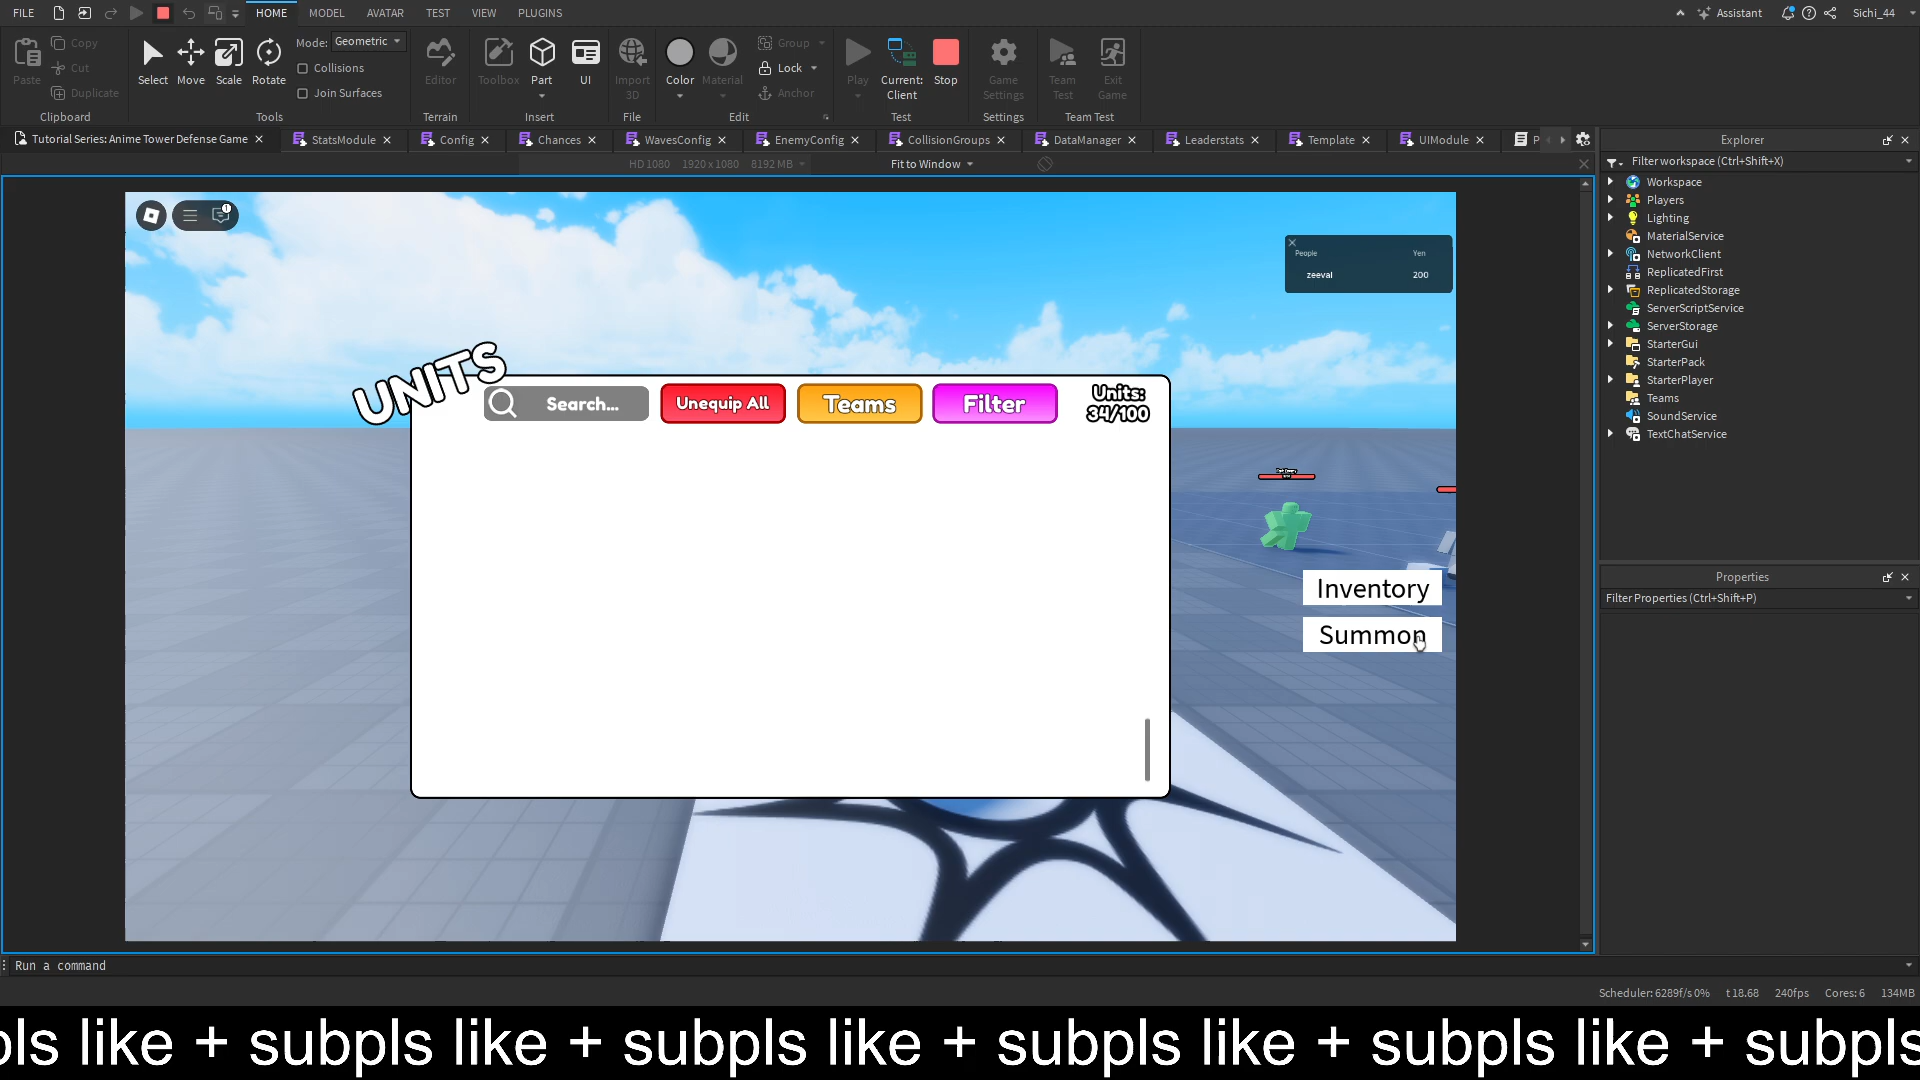 FILE HOME MODEL AVATAR TEST VIEW PLUGINS Assistant Sichi_44
Paste Copy Cut Duplicate Clipboard
Select Move Scale Rotate Mode: Geometric Collisions Join Surfaces Tools
Editor Terrain
Toolbox Part UI Insert
Import 3D File
Color Material Group Lock Anchor Edit
Play Current: Client Stop Test
Game Settings Settings
Team Test Exit Game Team Test
Tutorial Series: Anime Tower Defense Game StatsModule Config Chances WavesConfig EnemyConfig CollisionGroups DataManager Leaderstats Template UIModule P
HD1080 1920 x 1080 8192 MB Fit to Window
Explorer
Filter workspace (Ctrl+Shift+X)
Workspace
Players
Lighting
MaterialService
NetworkClient
ReplicatedFirst
ReplicatedStorage
ServerScriptService
ServerStorage
StarterGui
StarterPack
StarterPlayer
Teams
SoundService
TextChatService
Properties
Filter Properties (Ctrl+Shift+P)
1
People Yen
zeeval 200
UNITS
Search...
Unequip All
Teams
Filter
Units:
34/100
Inventory
Summon
Run a command
Scheduler: 6289f/s 0% t 18.68 240fps Cores: 6 134MB
pls like + subpls like + subpls like + subpls like + subpls like + subpls